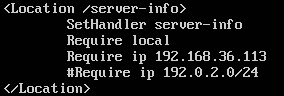 <Location /server-info>
        SetHandler server-info
        Require local
        Require ip 192.168.36.113
        #Require ip 192.0.2.0/24
</Location>